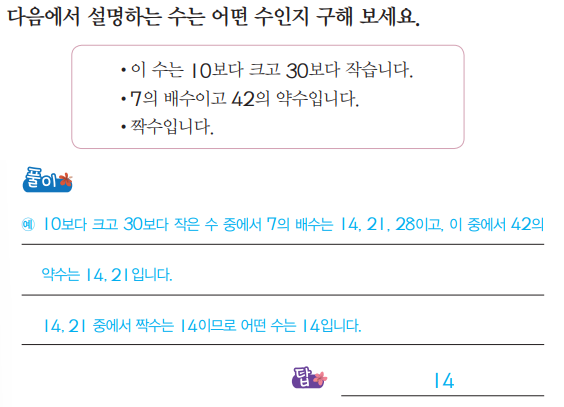 다음에서 설명하는 수는 어떤 수인지 구해 보세요.
• 이 수는 10보다 크고 30보다 작습니다.
• 7의 배수이고 42의 약수입니다.
• 짝수입니다.
풀이
예 10보다 크고 30보다 작은 수 중에서 7의 배수는 14, 21, 28이고, 이 중에서 42의
약수는 14, 21입니다.
14, 21 중에서 짝수는 14이므로 어떤 수는 14입니다.
답 14